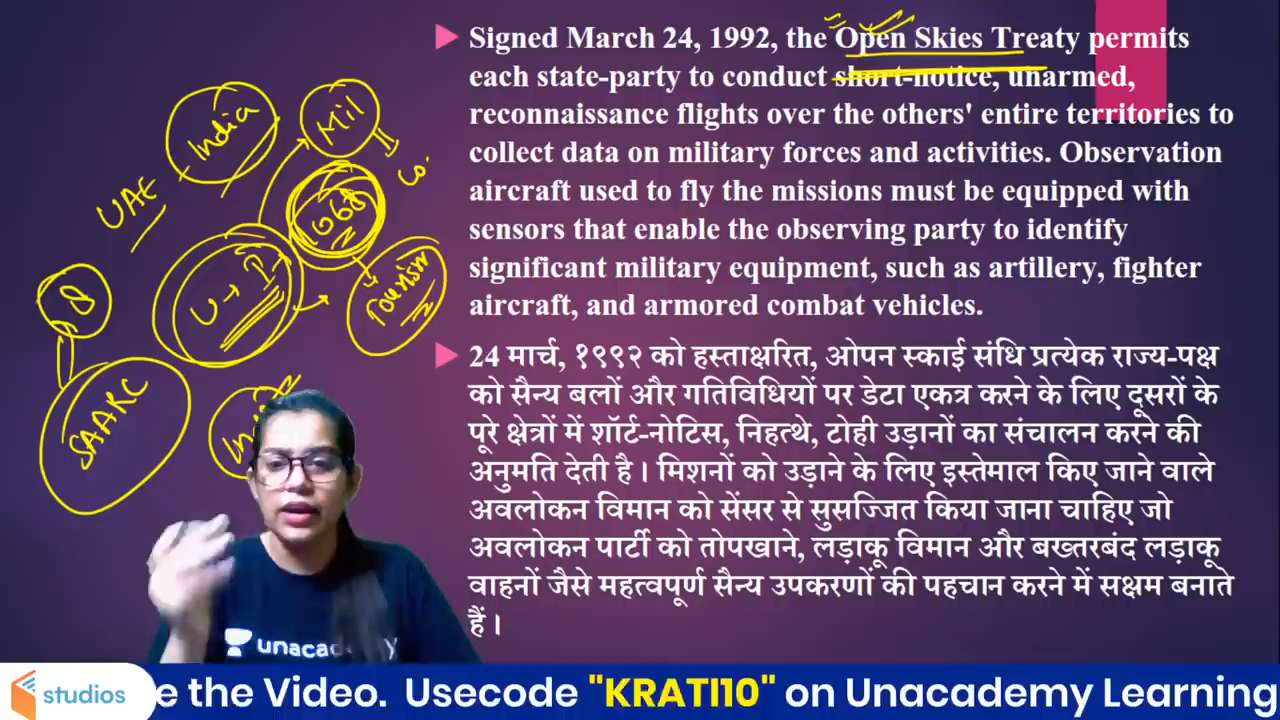 Signed March 24, 1992, the Open Skies Treaty permits
each state-party to conduct short-notice, unarmed,
reconnaissance flights over the others' entire territories to
collect data on military forces and activities. Observation
aircraft used to fly the missions must be equipped with
sensors that enable the observing party to identify
significant military equipment, such as artillery, fighter
aircraft, and armored combat vehicles.
24 मार्च, १९९२ को हस्ताक्षरित, ओपन स्काई संधि प्रत्येक राज्य-पक्ष
को सैन्य बलों और गतिविधियों पर डेटा एकत्र करने के लिए दूसरों के
पूरे क्षेत्रों में शॉर्ट-नोटिस, निहत्थे, टोही उड़ानों का संचालन करने की
अनुमति देती है। मिशनों को उड़ाने के लिए इस्तेमाल किए जाने वाले
अवलोकन विमान को सेंसर से सुसज्जित किया जाना चाहिए जो
अवलोकन पार्टी को तोपखाने, लड़ाकू विमान और बख्तरबंद लड़ाकू
वाहनों जैसे महत्वपूर्ण सैन्य उपकरणों की पहचान करने में सक्षम बनाते
हैं।
India
Mil
UAE
U → P
Tourism
8
SAARC
unacademy
studios
e the Video. Usecode "KRATI10" on Unacademy Learning